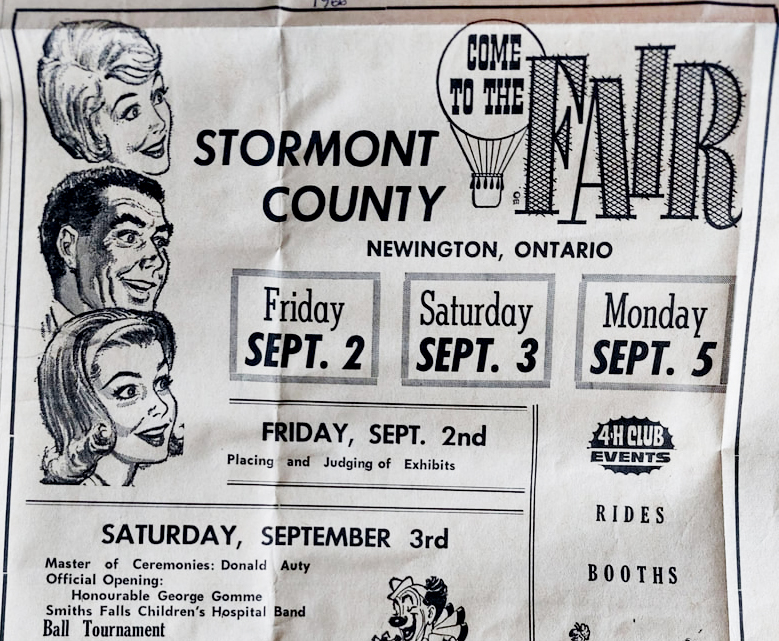 COME
TO THE
FAIR
STORMONT
COUNTY
NEWINGTON, ONTARIO
Friday
SEPT. 2
Saturday
SEPT. 3
Monday
SEPT. 5
FRIDAY, SEPT. 2nd
Placing and Judging of Exhibits
4-H CLUB
EVENTS
RIDES
BOOTHS
SATURDAY, SEPTEMBER 3rd
Master of Ceremonies: Donald Auty
Official Opening:
Honourable George Gomme
Smiths Falls Children's Hospital Band
Ball Tournament